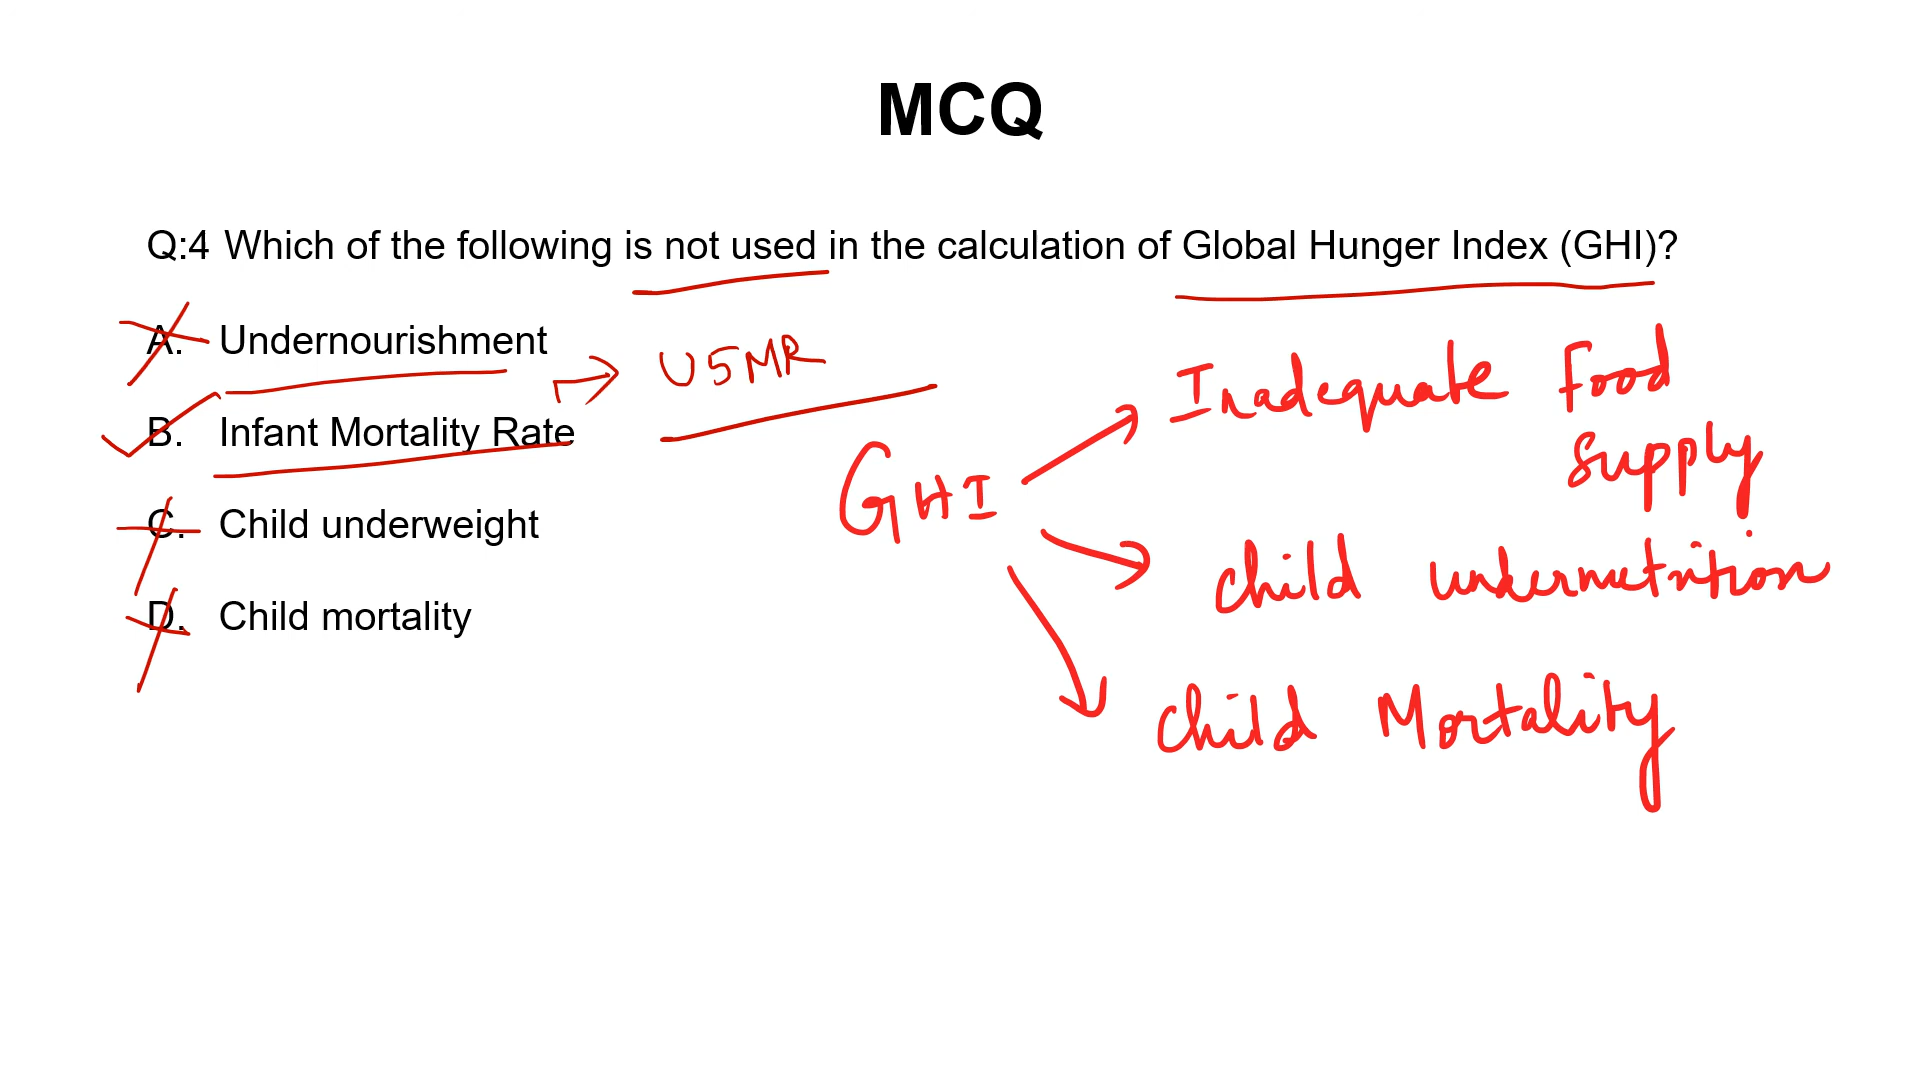 MCQ
Q:4 Which of the following is not used in the calculation of Global Hunger Index (GHI)?
A. Undernourishment
U5MR
B. Infant Mortality Rate
C. Child underweight
D. Child mortality
GHI
Inadequate Food
Supply
Child undernutrition
Child Mortality